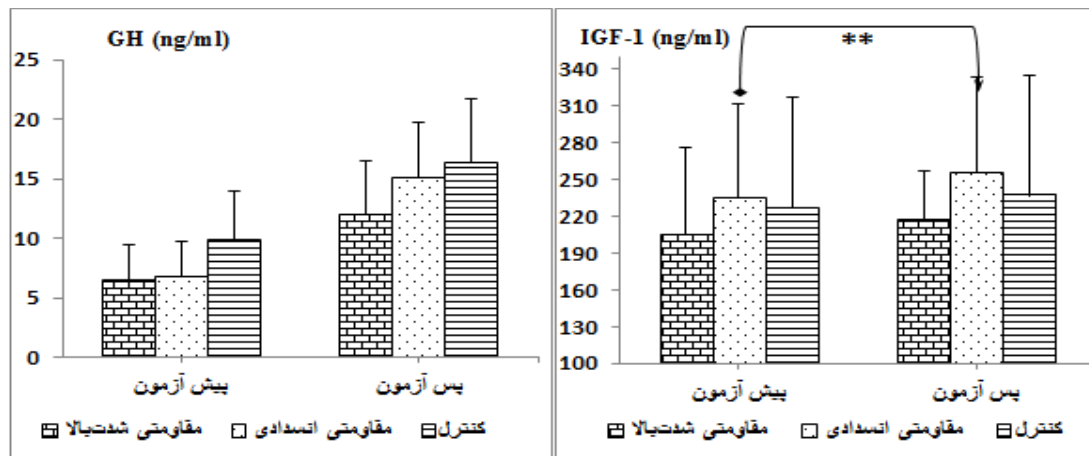 GH (ng/ml)
25
20
15
10
5
0
پیش آزمون
پس آزمون
مقاومتی شدت‌بالا
مقاومتی انسدادی
کنترل
IGF-1 (ng/ml)
**
340
310
280
250
220
190
160
130
100
پیش آزمون
پس آزمون
مقاومتی شدت‌بالا
مقاومتی انسدادی
کنترل